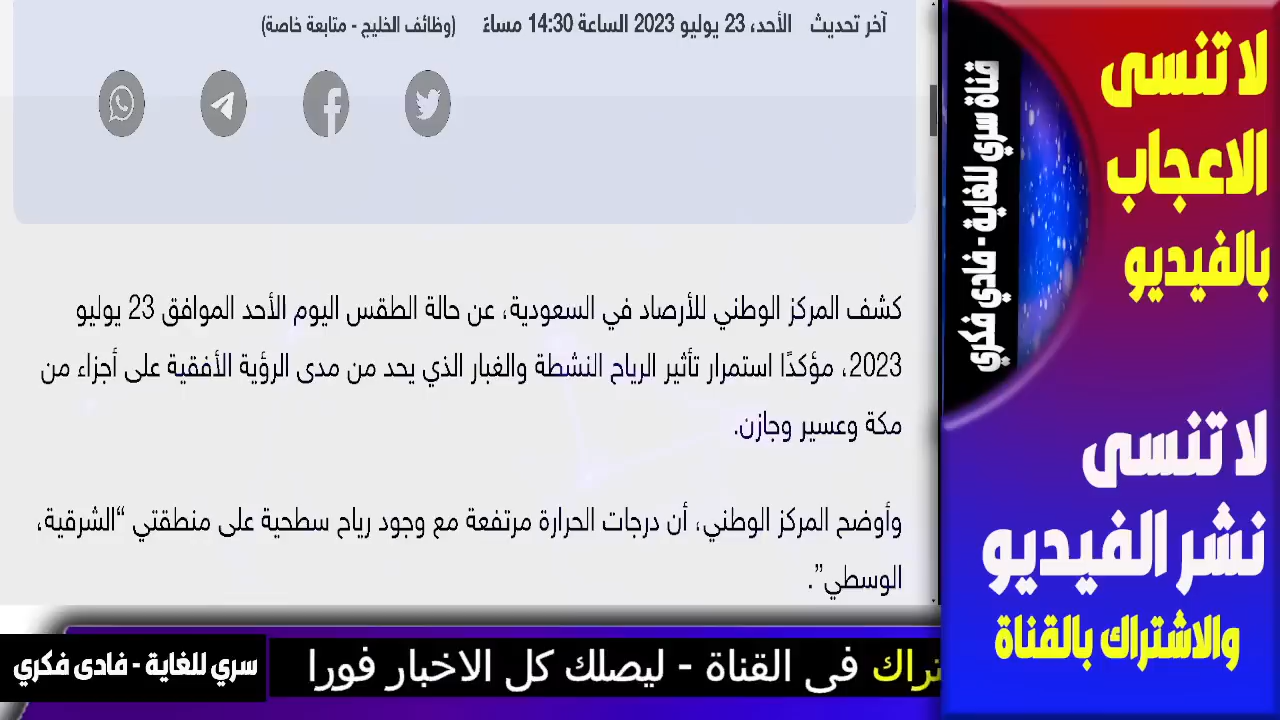 آخر تحديث الأحد، 23 يوليو 2023 الساعة 14:30 مساءً (وظائف الخليج - متابعة خاصة)
كشف المركز الوطني للأرصاد في السعودية، عن حالة الطقس اليوم الأحد الموافق 23 يوليو
2023، مؤكدًا استمرار تأثير الرياح النشطة والغبار الذي يحد من مدى الرؤية الأفقية على أجزاء من
مكة وعسير وجازن.
وأوضح المركز الوطني، أن درجات الحرارة مرتفعة مع وجود رياح سطحية على منطقتي “الشرقية،
الوسطي”.
لا تنسى
الاعجاب
بالفيديو
قناة سري للغاية - فادي فكري
لا تنسى
نشر الفيديو
والاشتراك بالقناة
فى القناة - ليصلك كل الاخبار فورا
سري للغاية - فادى فكري